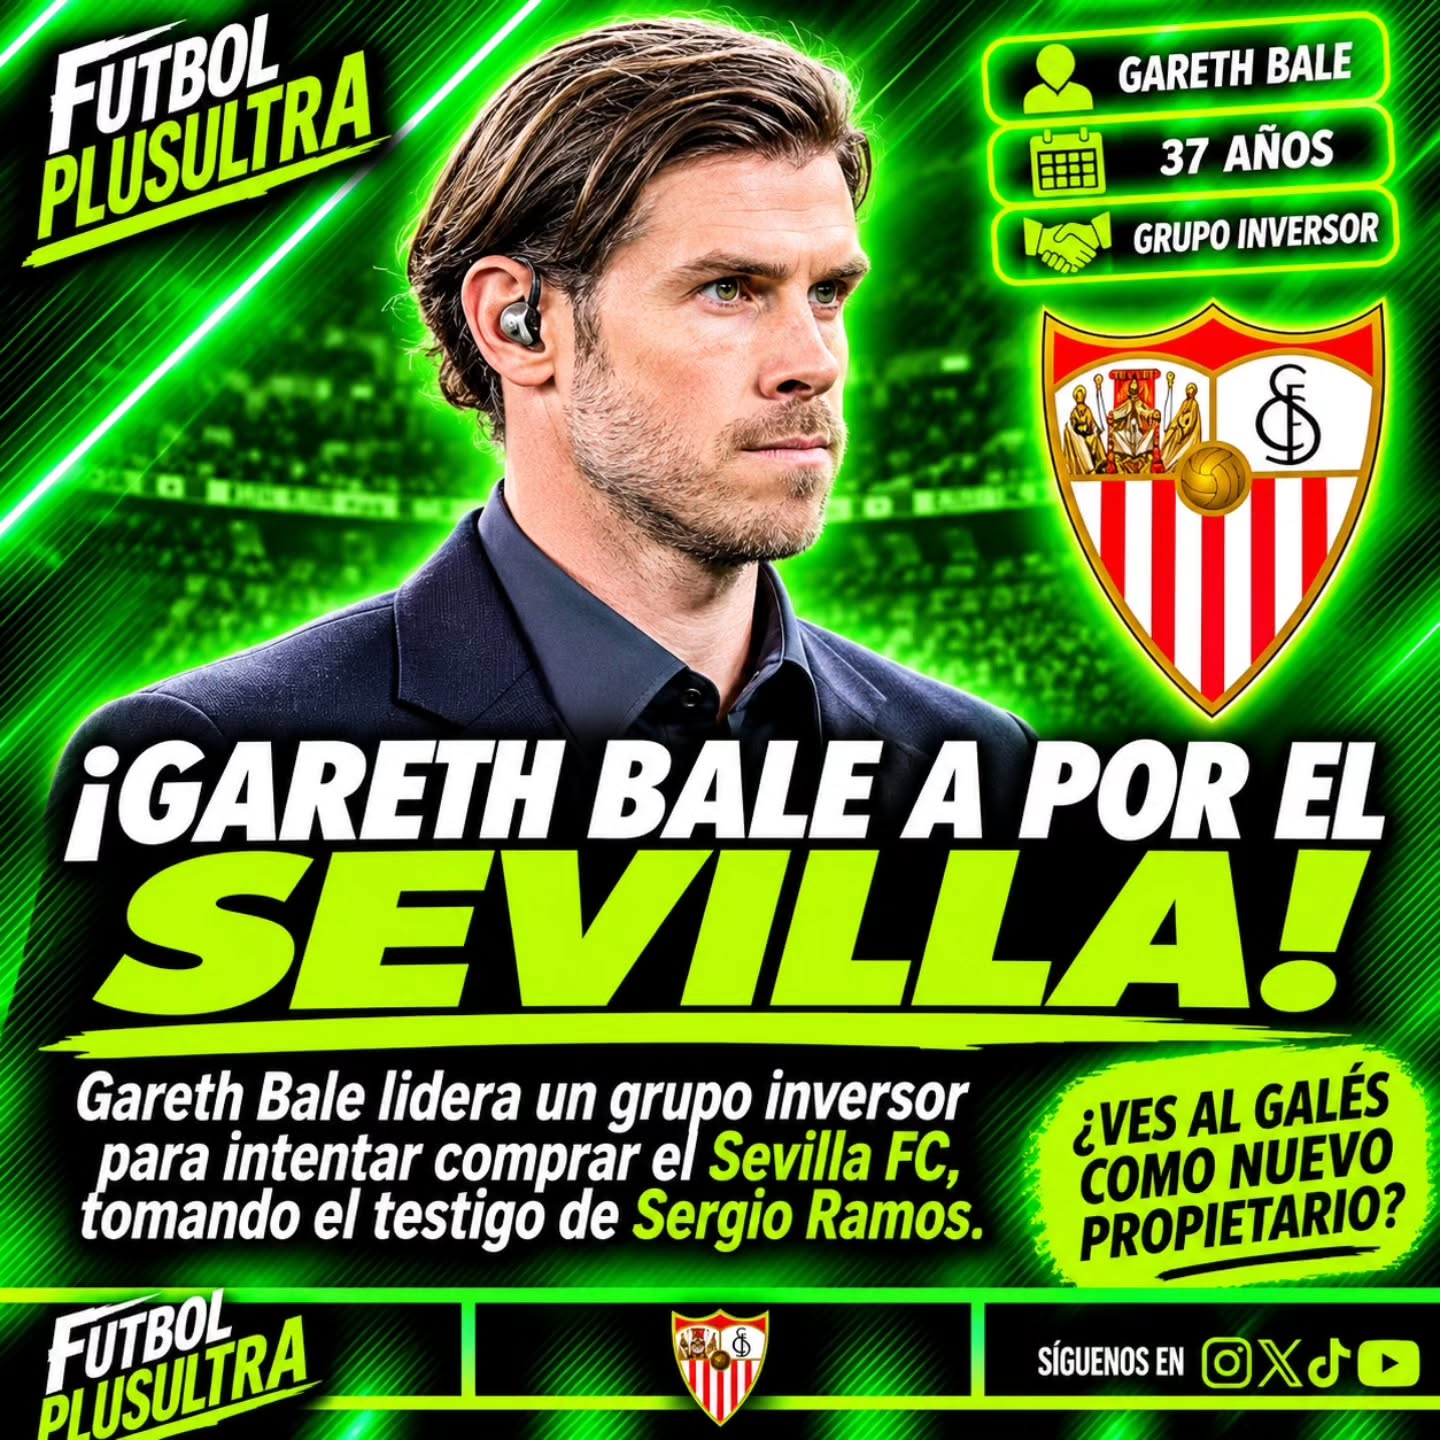 FUTBOL
PLUSULTRA
GARETH BALE
37 AÑOS
GRUPO INVERSOR
¡GARETH BALE A POR EL
SEVILLA!
Gareth Bale lidera un grupo inversor
para intentar comprar el Sevilla FC,
tomando el testigo de Sergio Ramos.
¿VES AL GALÉS
COMO NUEVO
PROPIETARIO?
FUTBOL
PLUSULTRA
SÍGUENOS EN